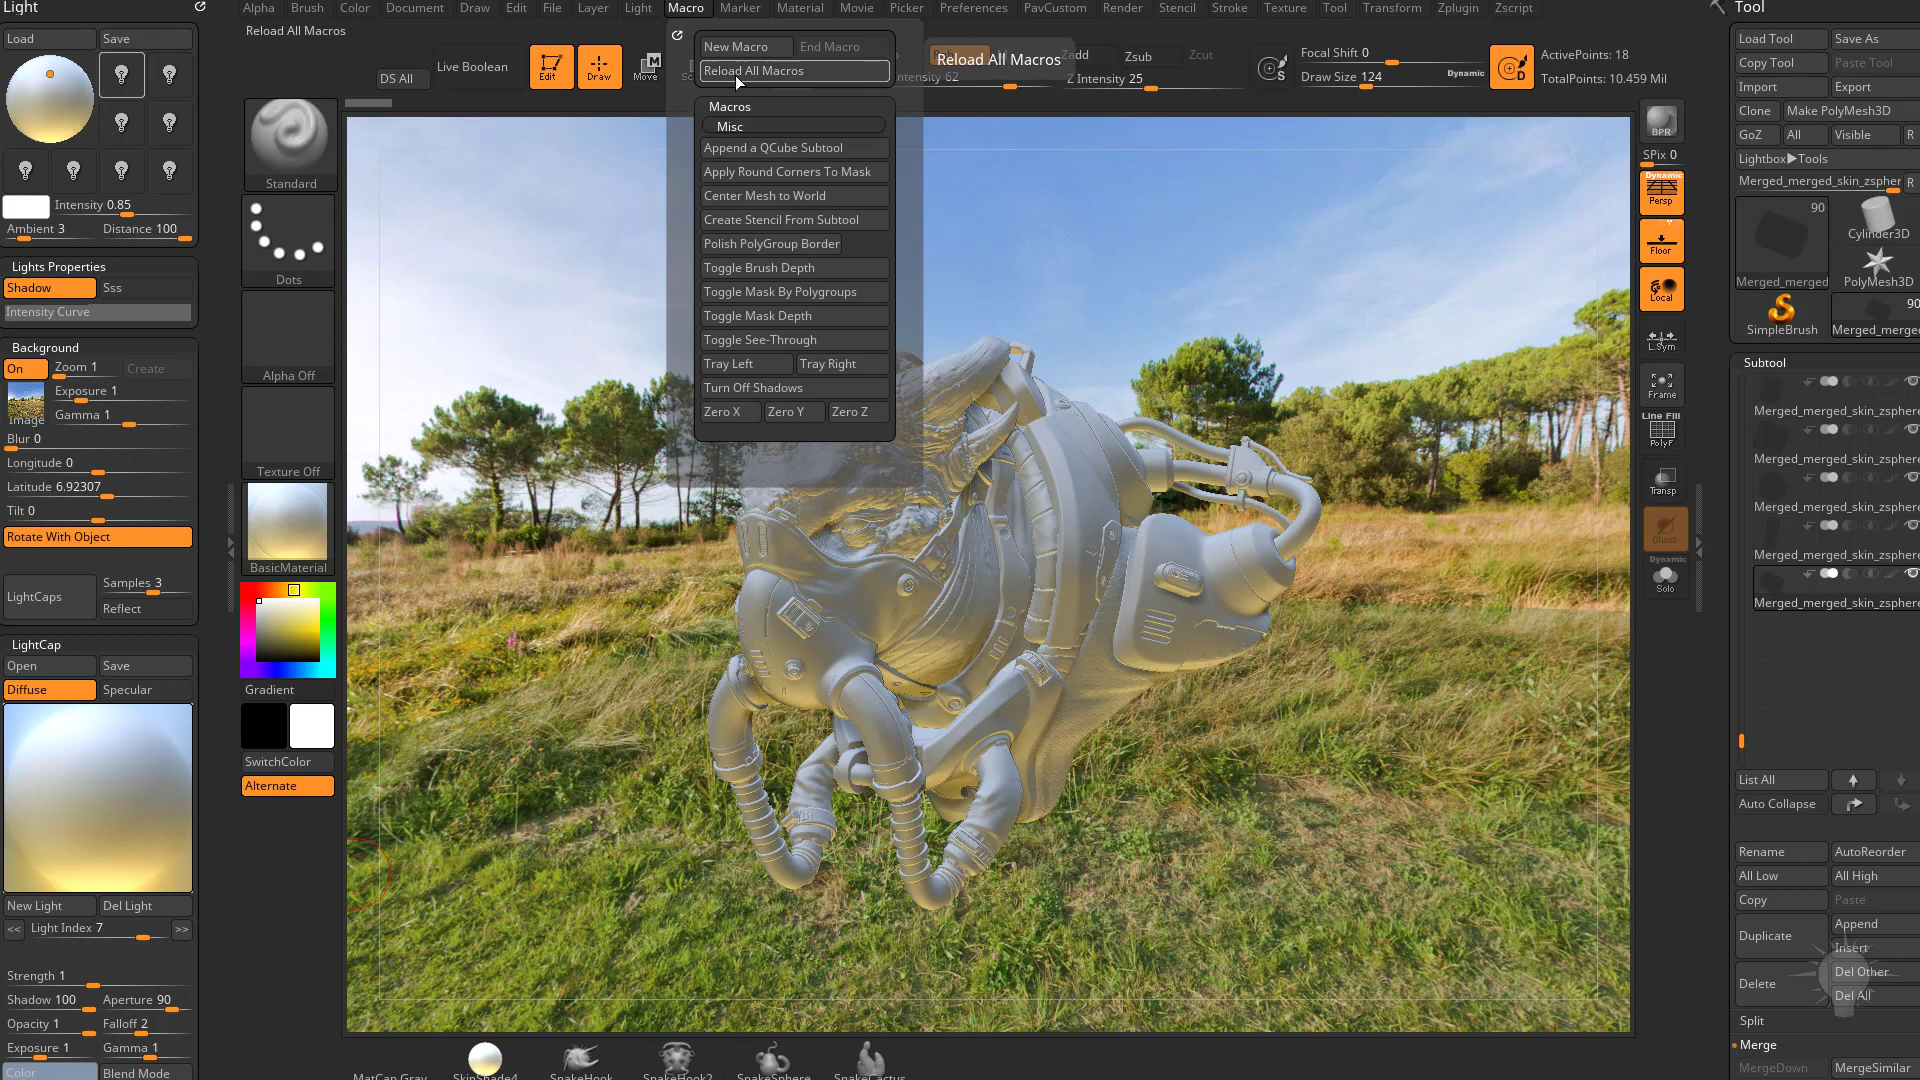 Light
Alpha Brush Color Document Draw Edit File Layer Light Macro Marker Material Movie Picker Preferences PavCustom Render Stencil Stroke Texture Tool Transform Zplugin Zscript
Tool
Reload All Macros
Load Save
Intensity 0.85
Ambient 3 Distance 100
Lights Properties
Shadow Sss
Intensity Curve
Background
On Zoom 1 Create
Exposure 1
Gamma 1
Image
Blur 0
Longitude 0
Latitude 6.92307
Tilt 0
Rotate With Object
LightCaps Samples 3
Reflect
LightCap
Open Save
Diffuse Specular
New Light Del Light
<< Light Index 7 >>
Strength 1
Shadow 100 Aperture 90
Opacity 1 Falloff 2
Exposure 1 Gamma 1
Color Blend Mode
DS All
Live Boolean
Edit Draw Move
Standard
Dots
Alpha Off
Texture Off
BasicMaterial
Gradient
SwitchColor
Alternate
New Macro End Macro
Reload All Macros
Macros
Misc
Append a QCube Subtool
Apply Round Corners To Mask
Center Mesh to World
Create Stencil From Subtool
Polish PolyGroup Border
Toggle Brush Depth
Toggle Mask By Polygroups
Toggle Mask Depth
Toggle See-Through
Tray Left Tray Right
Turn Off Shadows
Zero X Zero Y Zero Z
Reload All Macros
Zadd Zsub Zcut
ntensity 62 Z Intensity 25
Focal Shift 0
Draw Size 124 Dynamic
S
D
ActivePoints: 18
TotalPoints: 10.459 Mil
BPR
SPix 0
Dynamic
Persp
Floor
Local
L.Sym
Frame
Line Fill
PolyF
Transp
Ghost
Dynamic
Solo
Load Tool Save As
Copy Tool Paste Tool
Import Export
Clone Make PolyMesh3D
GoZ All Visible R
Lightbox▶Tools
Merged_merged_skin_zspher R
90
Cylinder3D
Merged_merged PolyMesh3D
90
SimpleBrush Merged_merge
Subtool
Merged_merged_skin_zsphere
Merged_merged_skin_zsphere
Merged_merged_skin_zsphere
Merged_merged_skin_zsphere
Merged_merged_skin_zsphere
List All
Auto Collapse
Rename AutoReorder
All Low All High
Copy Paste
Duplicate Append
Insert
Delete Del Other
Del All
Split
Merge
MergeDown MergeSimilar
MatCap Gray SkinShade4 SnakeHook SnakeHook2 SnakeSphere SnakeCactus